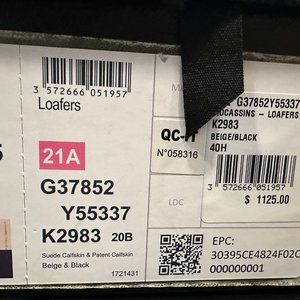 3 572666 051957
Loafers
21A
G37852
Y55337
K2983 20B
Suede Calfskin & Patent Calfskin
Beige & Black
1721431
MA
QC-IT
N°058316
LDC
EPC:
30395CE4824F02C
000000001
G37852Y55337
MOCASSINS - LOAFERS
K2983
BEIGE/BLACK
40H
3 572666 051957
$ 1125.00